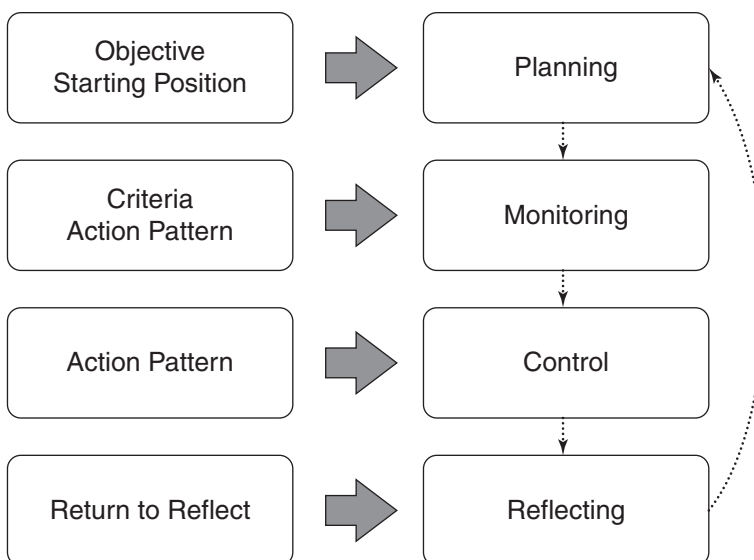 Objective
Starting Position
Planning
Criteria
Action Pattern
Monitoring
Action Pattern
Control
Return to Reflect
Reflecting